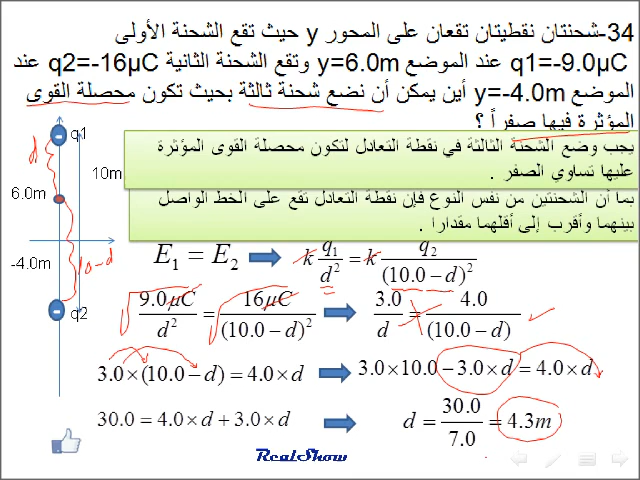 34-شحنتان نقطيتان تقعان على المحور y حيث تقع الشحنة الأولى
q1=-9.0μC عند الموضع y=6.0m وتقع الشحنة الثانية q2=-16μC عند
الموضع y=-4.0m أين يمكن أن نضع شحنة ثالثة بحيث تكون محصلة القوى
المؤثرة فيها صفراً ؟
يجب وضع الشحنة الثالثة في نقطة التعادل لتكون محصلة القوى المؤثرة
عليها تساوي الصفر .
بما أن الشحنتين من نفس النوع فإن نقطة التعادل تقع على الخط الواصل
بينهما وأقرب إلى أقلهما مقدارا .
q1
d
10m
6.0m
-4.0m
10-d
q2
E₁ = E₂
k q₁/d² = k q₂/(10.0 − d)²
√(9.0μC/d²) = √(16μC/(10.0 − d)²)
3.0/d = 4.0/(10.0 − d)
3.0×(10.0 − d) = 4.0× d
3.0×10.0 − 3.0× d = 4.0× d
30.0 = 4.0× d + 3.0× d
d = 30.0/7.0 = 4.3m
RealShow